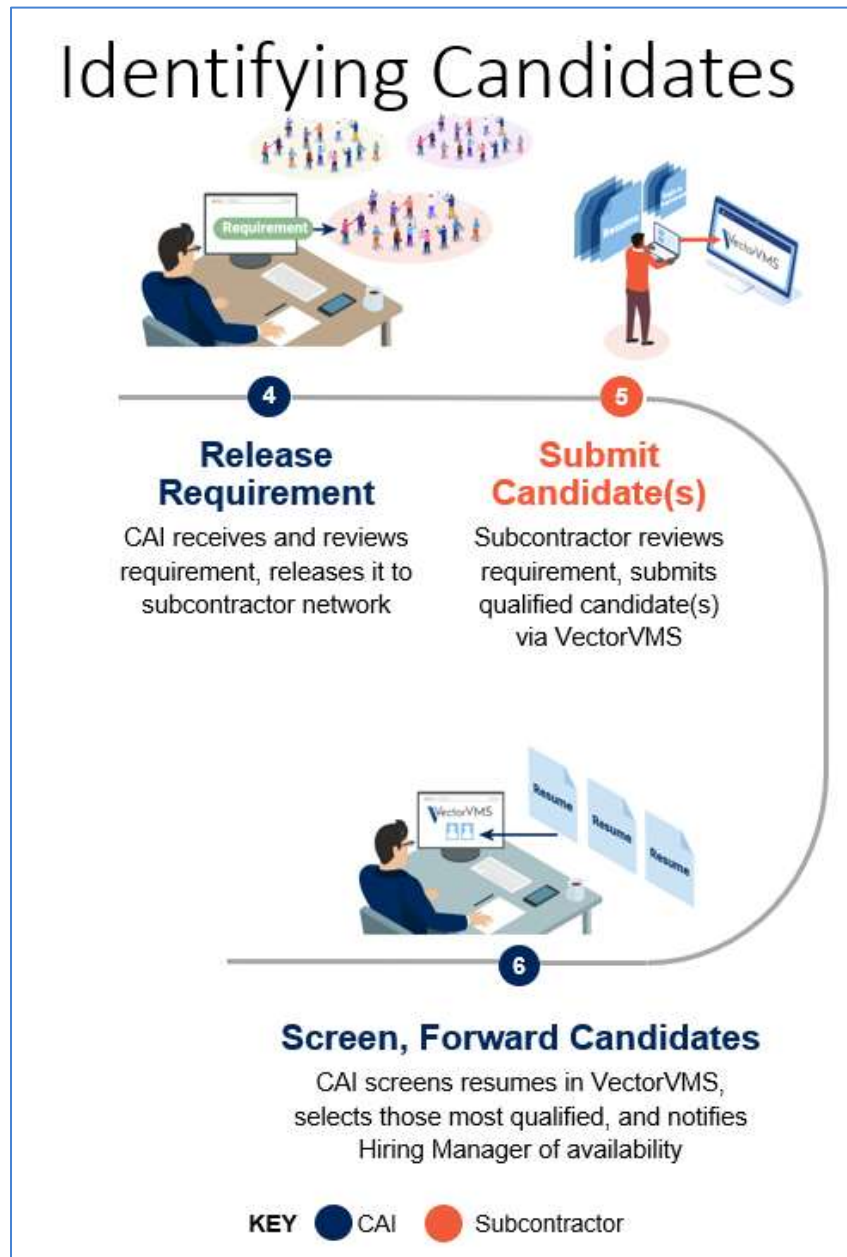 Identifying Candidates
Requirement
Resume
VectorVMS
4
5
Release
Requirement
CAI receives and reviews
requirement, releases it to
subcontractor network
Submit
Candidate(s)
Subcontractor reviews
requirement, submits
qualified candidate(s)
via VectorVMS
VectorVMS
Resume
Resume
Resume
6
Screen, Forward Candidates
CAI screens resumes in VectorVMS,
selects those most qualified, and notifies
Hiring Manager of availability
KEY CAI Subcontractor